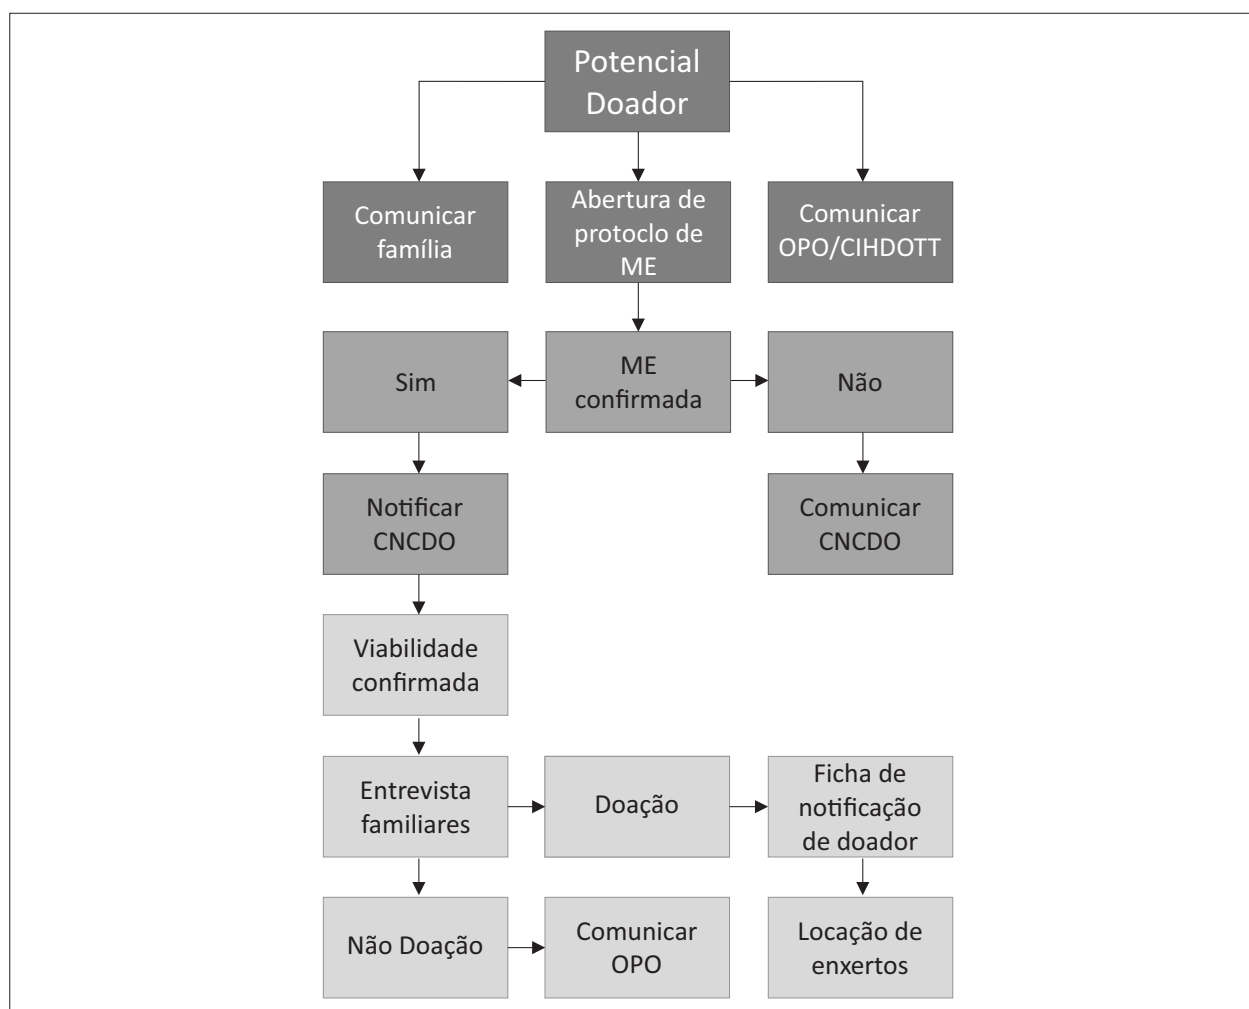 Potencial
Doador
Comunicar
família
Abertura de
protoclo de
ME
Comunicar
OPO/CIHDOTT
Sim
ME
confirmada
Não
Notificar
CNCDO
Comunicar
CNCDO
Viabilidade
confirmada
Entrevista
familiares
Doação
Ficha de
notificação
de doador
Não Doação
Comunicar
OPO
Locação de
enxertos